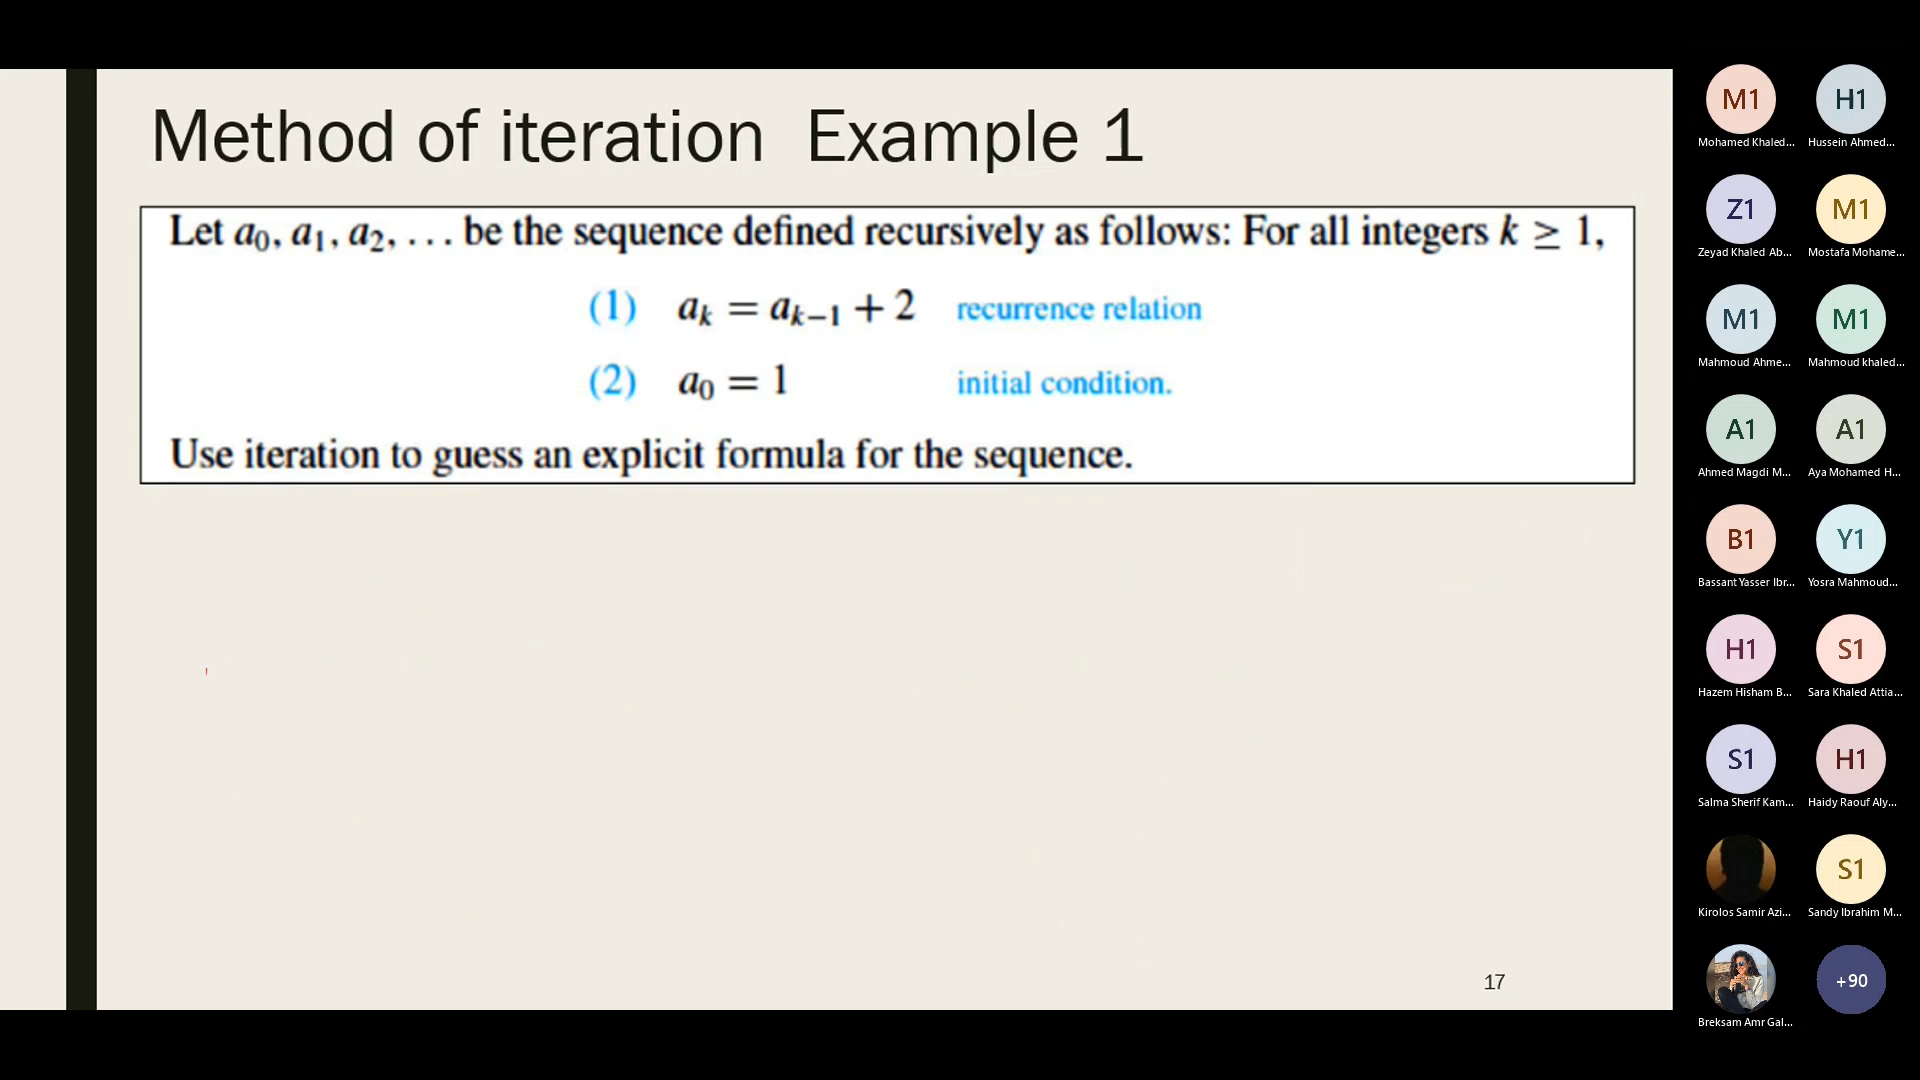 Method of iteration Example 1
Let a₀, a₁, a₂, . . . be the sequence defined recursively as follows: For all integers k ≥ 1,
(1) aₖ = aₖ₋₁ + 2 recurrence relation
(2) a₀ = 1 initial condition.
Use iteration to guess an explicit formula for the sequence.
17
M1 H1
Mohamed Khaled... Hussein Ahmed...
Z1 M1
Zeyad Khaled Ab... Mostafa Mohame...
M1 M1
Mahmoud Ahme... Mahmoud khaled...
A1 A1
Ahmed Magdi M... Aya Mohamed H...
B1 Y1
Bassant Yasser Ibr... Yosra Mahmoud...
H1 S1
Hazem Hisham B... Sara Khaled Attia...
S1 H1
Salma Sherif Kam... Haidy Raouf Aly...
S1
Kirolos Samir Azi... Sandy Ibrahim M...
+90
Breksam Amr Gal...